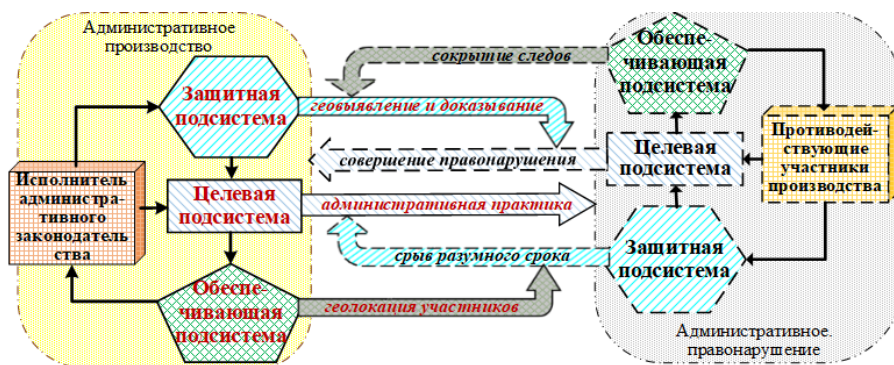 Административное
производство
Защитная
подсистема
Исполнитель
администра-
тивного
законодатель
ства
Целевая
подсистема
Обеспе-
чивающая
подсистема
сокрытие следов
геовыявление и доказывание
совершение правонарушения
административная практика
срыв разумного срока
геолокация участников
Обеспе-
чивающая
подсистема
Целевая
подсистема
Противодей-
ствующие
участники
производства
Защитная
подсистема
Административное.
правонарушение